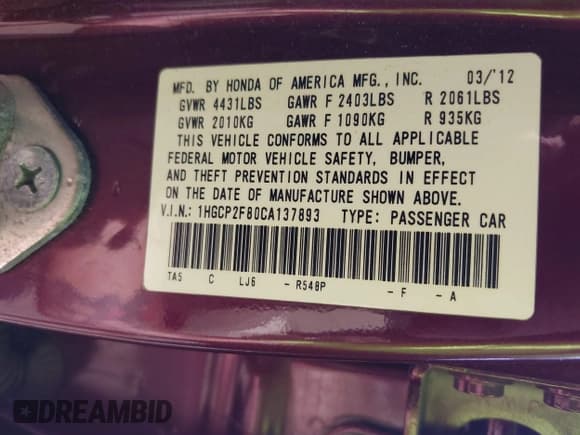 MFD. BY HONDA OF AMERICA MFG., INC. 03/'12
GVWR 4431LBS GAWR F 2403LBS R 2061LBS
GVWR 2010KG GAWR F 1090KG R 935KG
THIS VEHICLE CONFORMS TO ALL APPLICABLE
FEDERAL MOTOR VEHICLE SAFETY, BUMPER,
AND THEFT PREVENTION STANDARDS IN EFFECT
ON THE DATE OF MANUFACTURE SHOWN ABOVE.
V.I.N.: 1HGCP2F80CA137893 TYPE: PASSENGER CAR
TA5 C LJ6 - R548P - F - A
DREAMBID